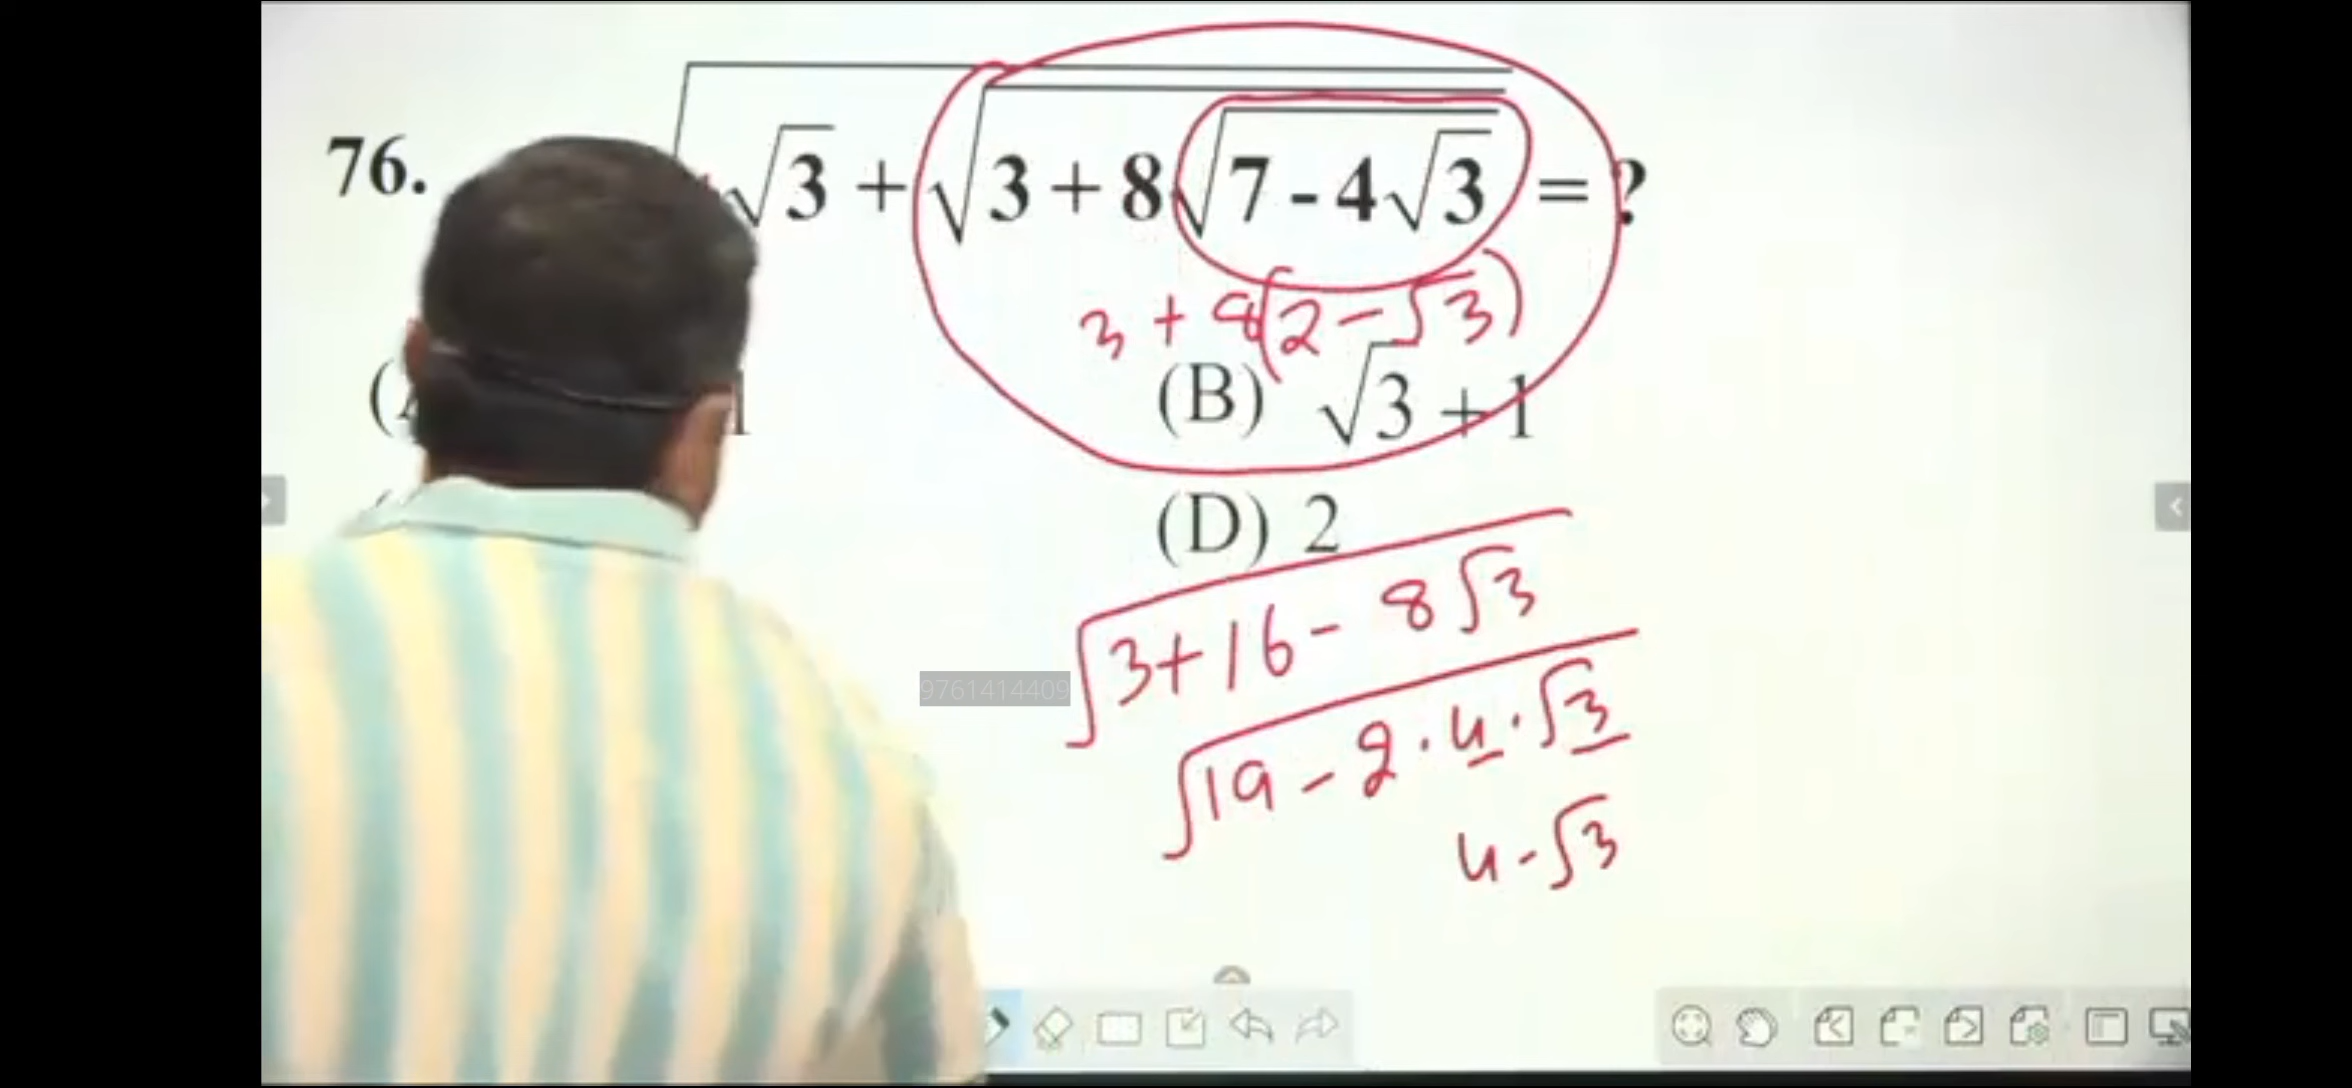 76. √3 + √3 + 8√7 - 4√3 = ?
3 + 8(2 - √3)
(B) √3 + 1
(D) 2
√3 + 16 - 8√3
9761414409
√19 - 2 · 4 · √3
4 - √3